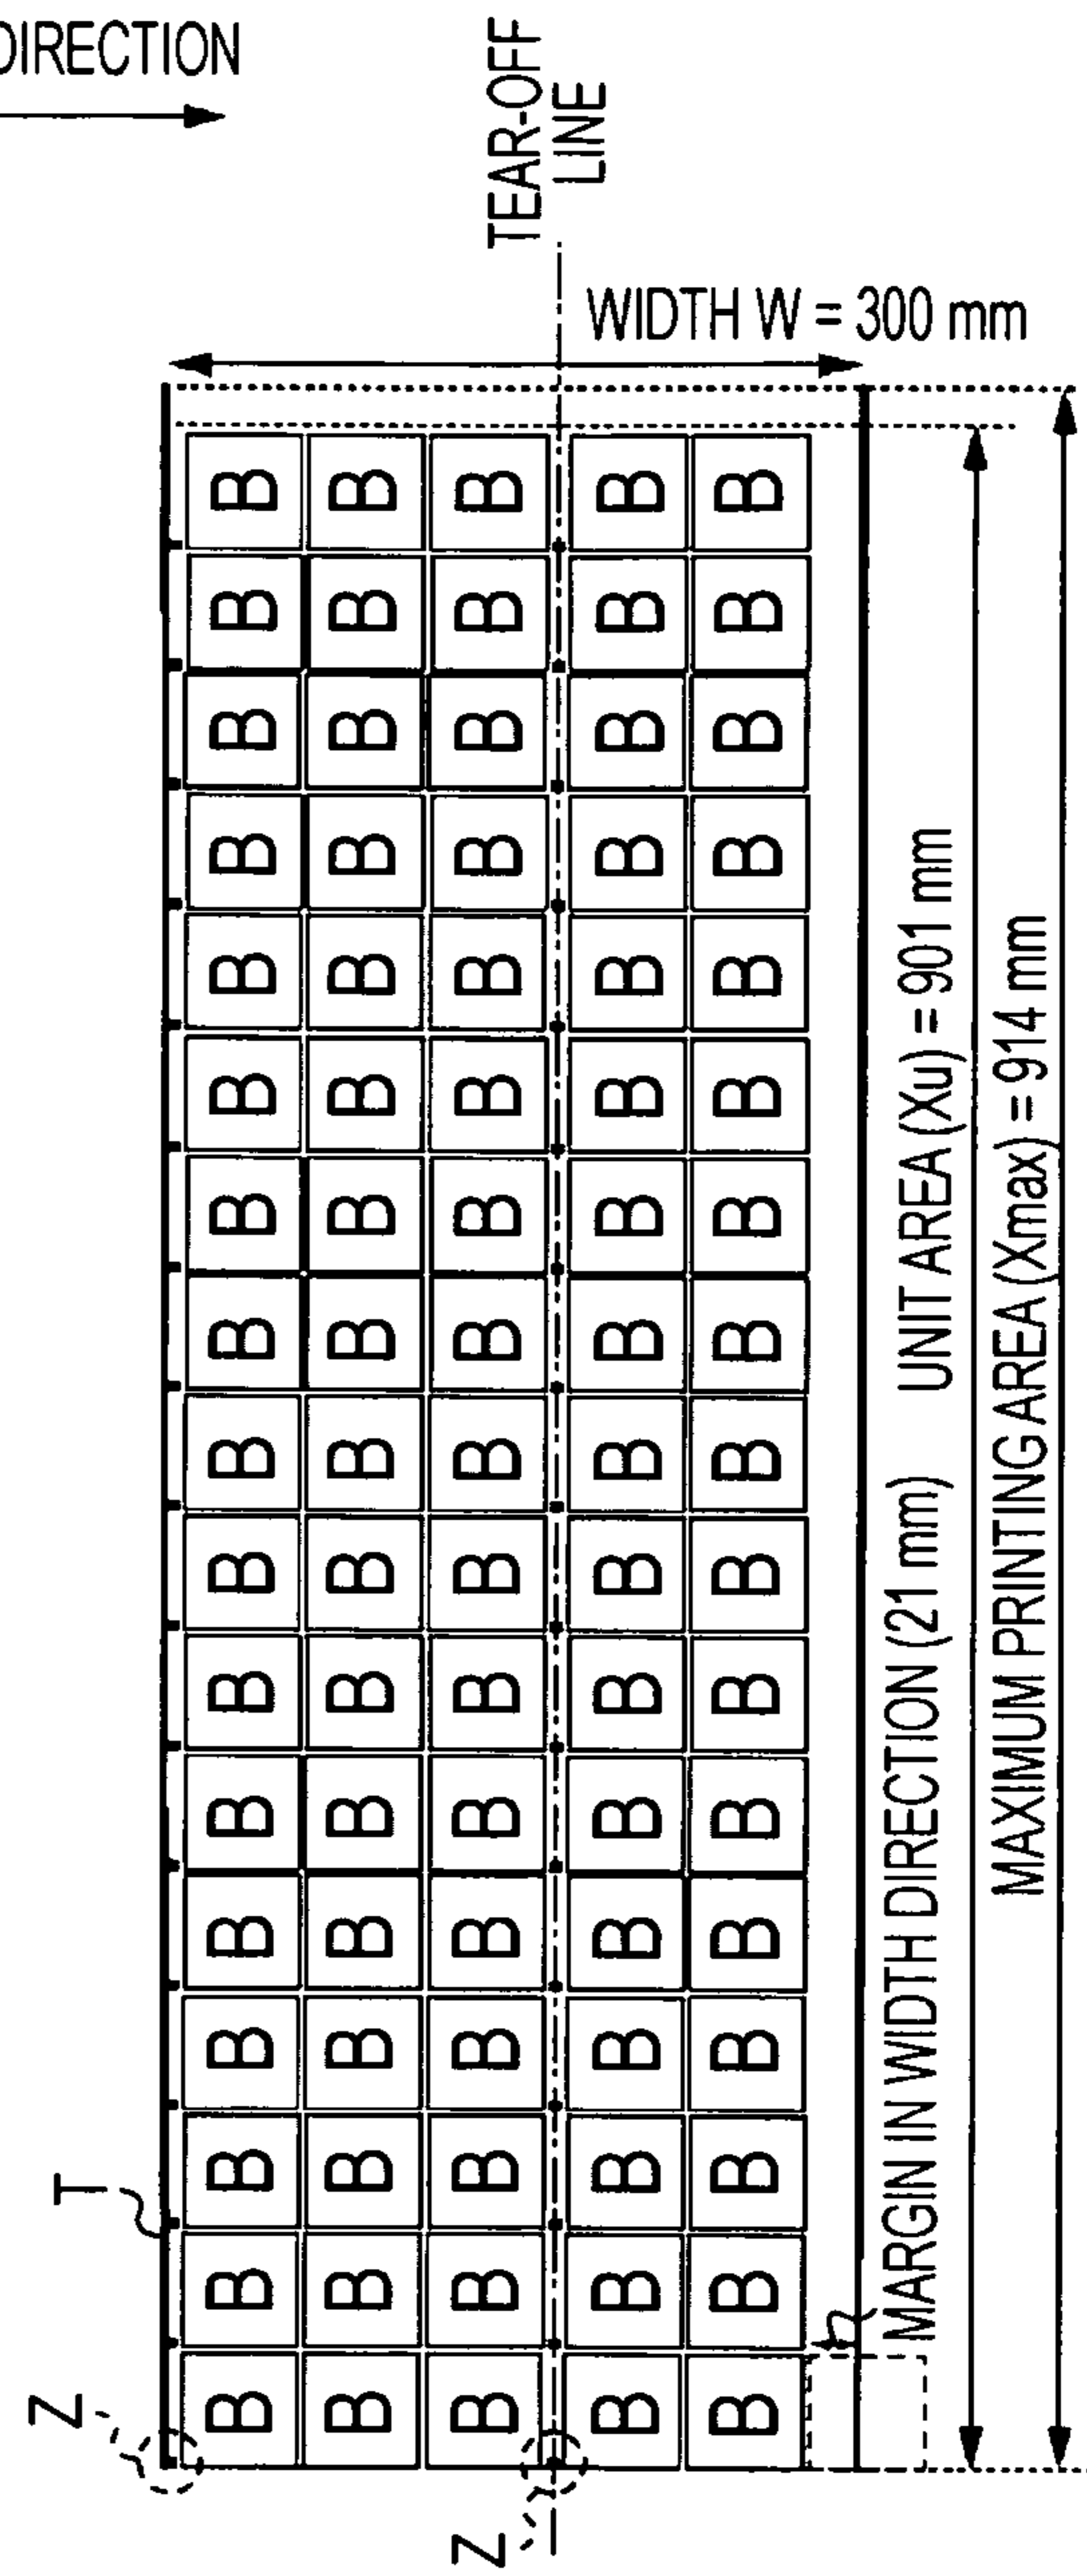 DIRECTION
Z
T
B B B B B B B B B B B B B B B B B
B B B B B B B B B B B B B B B B B
B B B B B B B B B B B B B B B B B
Z
TEAR-OFF
LINE
B B B B B B B B B B B B B B B B B
B B B B B B B B B B B B B B B B B
WIDTH W = 300 mm
MARGIN IN WIDTH DIRECTION (21 mm)
UNIT AREA (Xu) = 901 mm
MAXIMUM PRINTING AREA (Xmax) = 914 mm